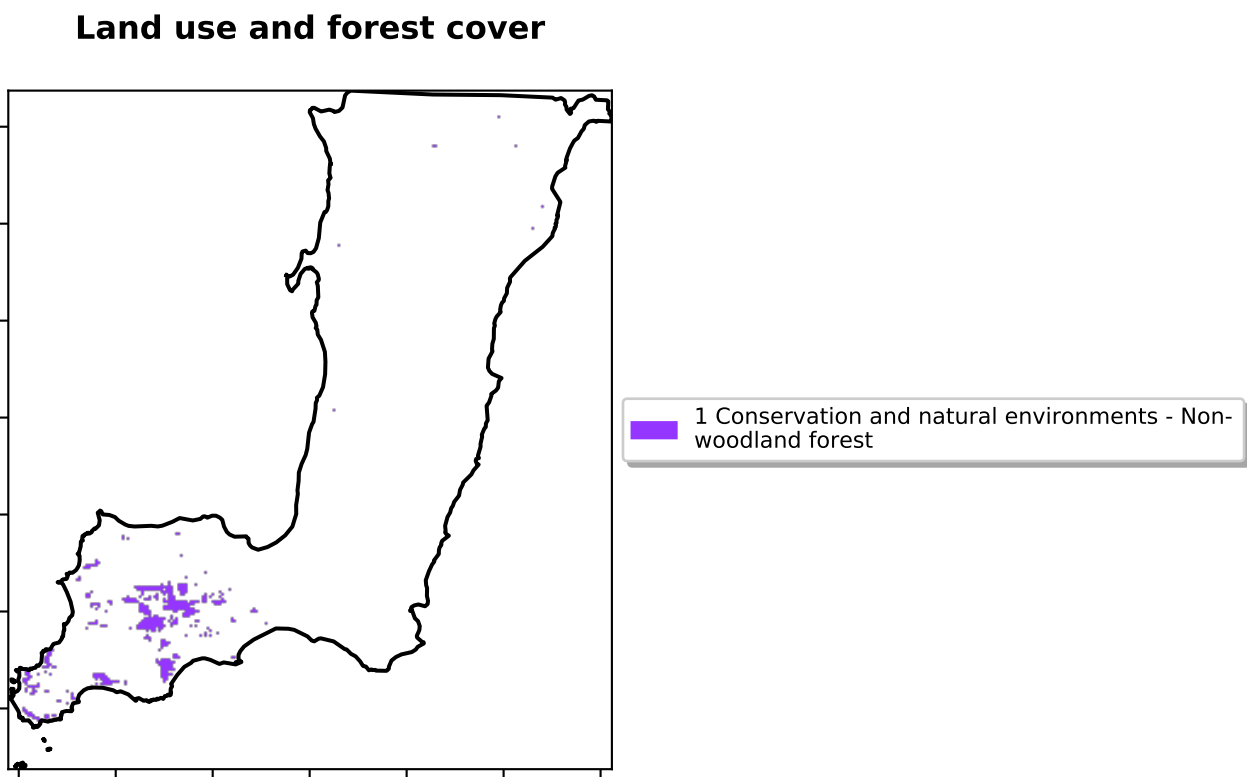 Land use and forest cover
1 Conservation and natural environments - Non-
woodland forest